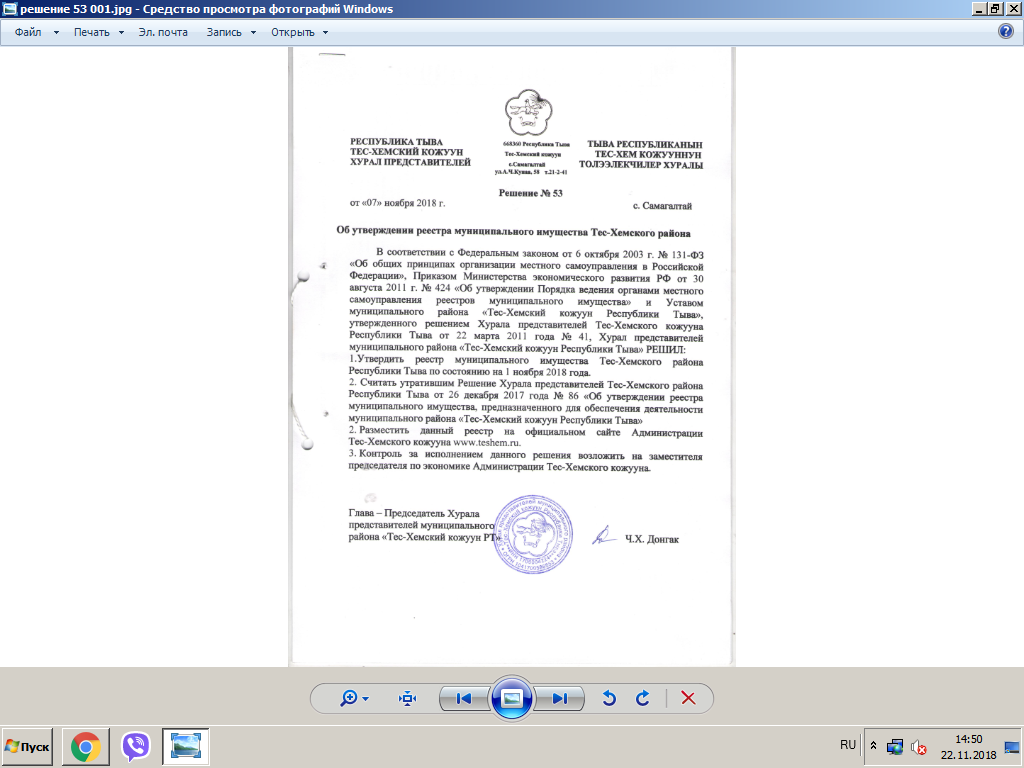 решение 53 001.jpg - Средство просмотра фотографий Windows
Файл Печать Эл. почта Запись Открыть
РЕСПУБЛИКА ТЫВА
ТЕС-ХЕМСКИЙ КОЖУУН
ХУРАЛ ПРЕДСТАВИТЕЛЕЙ
668360 Республика Тыва
Тес-Хемский кожуун
с.Самагалтай
ул.А.Ч.Кунаа, 58 т.21-2-41
ТЫВА РЕСПУБЛИКАНЫН
ТЕС-ХЕМ КОЖУУННУН
ТОЛЭЭЛЕКЧИЛЕР ХУРАЛЫ
Решение № 53
от «07» ноября 2018 г. с. Самагалтай
Об утверждении реестра муниципального имущества Тес-Хемского района
В соответствии с Федеральным законом от 6 октября 2003 г. № 131-ФЗ
«Об общих принципах организации местного самоуправления в Российской
Федерации», Приказом Министерства экономического развития РФ от 30
августа 2011 г. № 424 «Об утверждении Порядка ведения органами местного
самоуправления реестров муниципального имущества» и Уставом
муниципального района «Тес-Хемский кожуун Республики Тыва»,
утвержденного решением Хурала представителей Тес-Хемского кожууна
Республики Тыва от 22 марта 2011 года № 41, Хурал представителей
муниципального района «Тес-Хемский кожуун Республики Тыва» РЕШИЛ:
1.Утвердить реестр муниципального имущества Тес-Хемского района
Республики Тыва по состоянию на 1 ноября 2018 года.
2. Считать утратившим Решение Хурала представителей Тес-Хемского района
Республики Тыва от 26 декабря 2017 года № 86 «Об утверждении реестра
муниципального имущества, предназначенного для обеспечения деятельности
муниципального района «Тес-Хемский кожуун Республики Тыва»
2. Разместить данный реестр на официальном сайте Администрации
Тес-Хемского кожууна www.teshem.ru.
3. Контроль за исполнением данного решения возложить на заместителя
председателя по экономике Администрации Тес-Хемского кожууна.
Глава – Председатель Хурала
представителей муниципального
района «Тес-Хемский кожуун РТ» Ч.Х. Донгак
Пуск
RU
14:50
22.11.2018